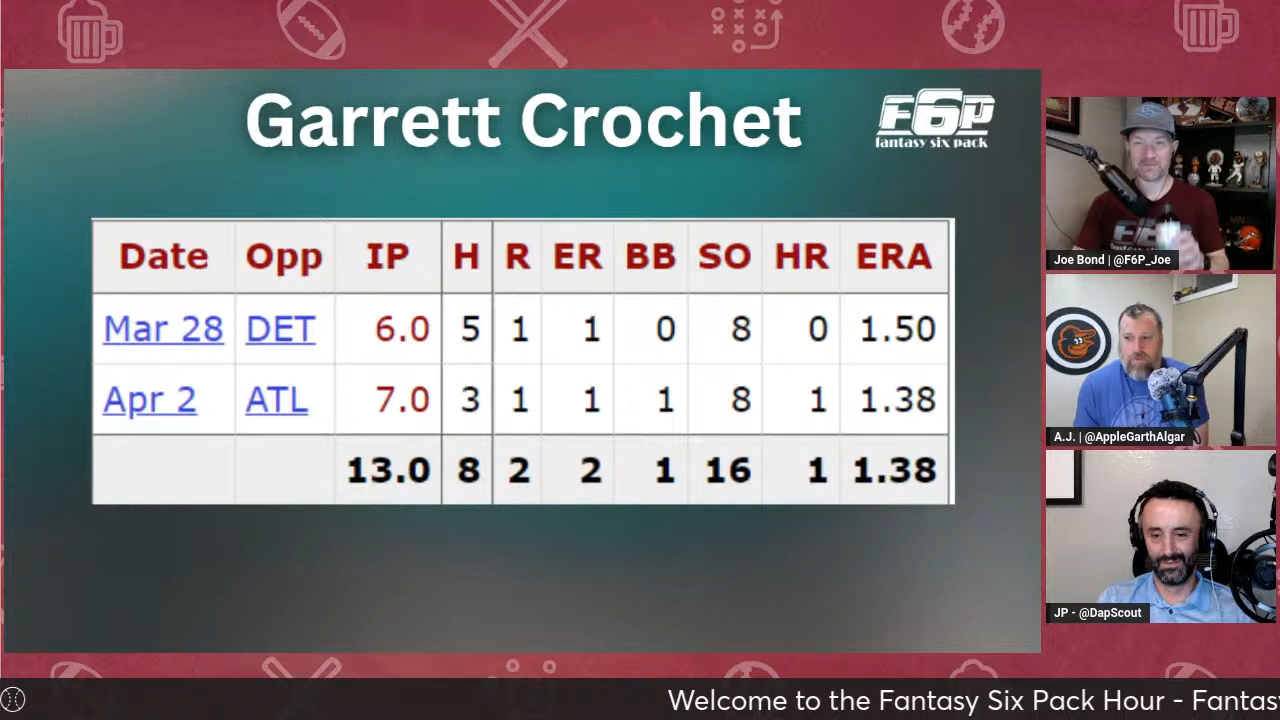 Garrett Crochet
F6P
fantasy six pack
Date Opp IP H R ER BB SO HR ERA
Mar 28 DET 6.0 5 1 1 0 8 0 1.50
Apr 2 ATL 7.0 3 1 1 1 8 1 1.38
13.0 8 2 2 1 16 1 1.38
Joe Bond | @F6P_Joe
A.J. | @AppleGarthAlgar
JP - @DapScout
Welcome to the Fantasy Six Pack Hour - Fantas